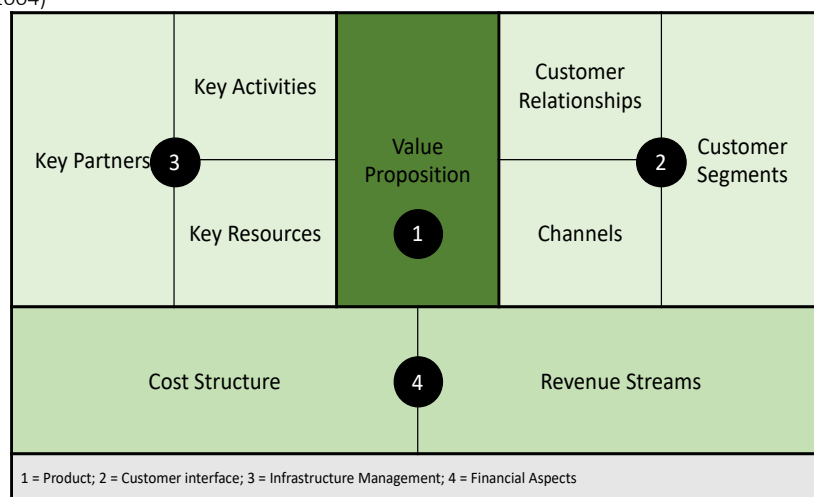 Key Partners
3
Key Activities
Key Resources
Value
Proposition
1
Customer
Relationships
2
Channels
Customer
Segments
Cost Structure
4
Revenue Streams
1 = Product; 2 = Customer interface; 3 = Infrastructure Management; 4 = Financial Aspects